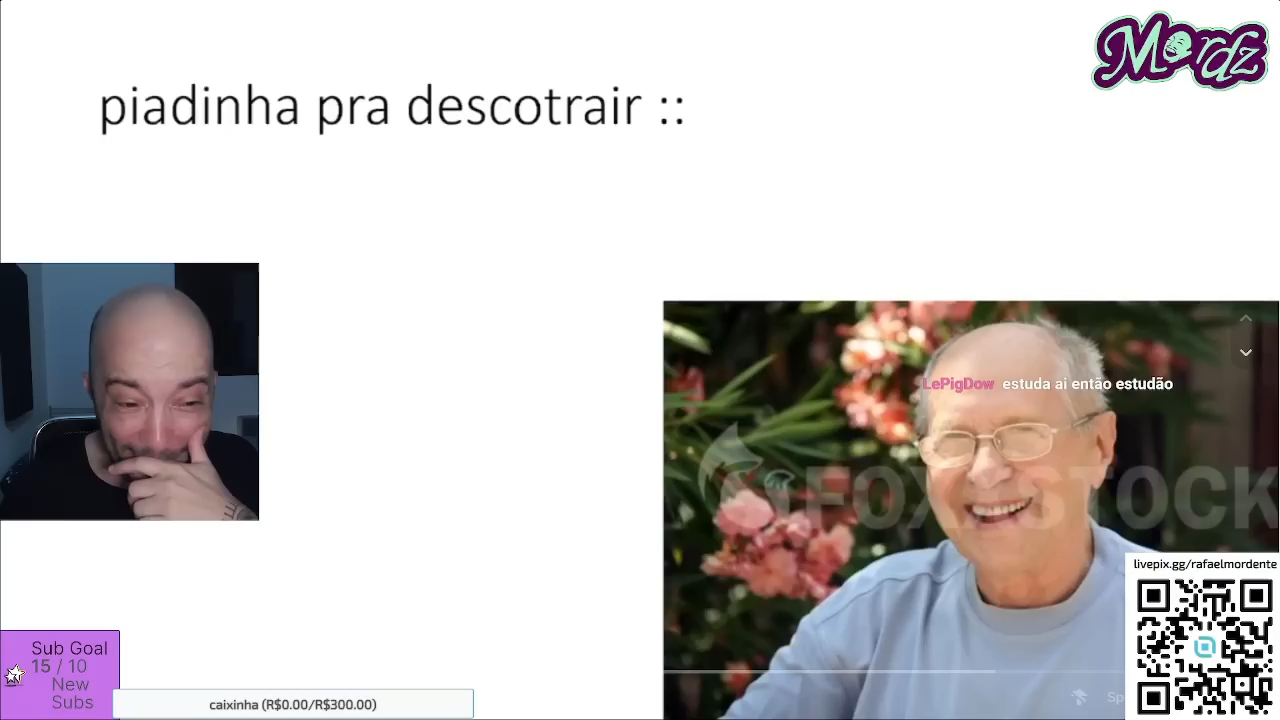 Mordz
piadinha pra descotrair ::
LePigDow estuda ai então estudão
FOXXSTOCK
livepix.gg/rafaelmordente
Sub Goal
15 / 10
New
Subs
caixinha (R$0.00/R$300.00)